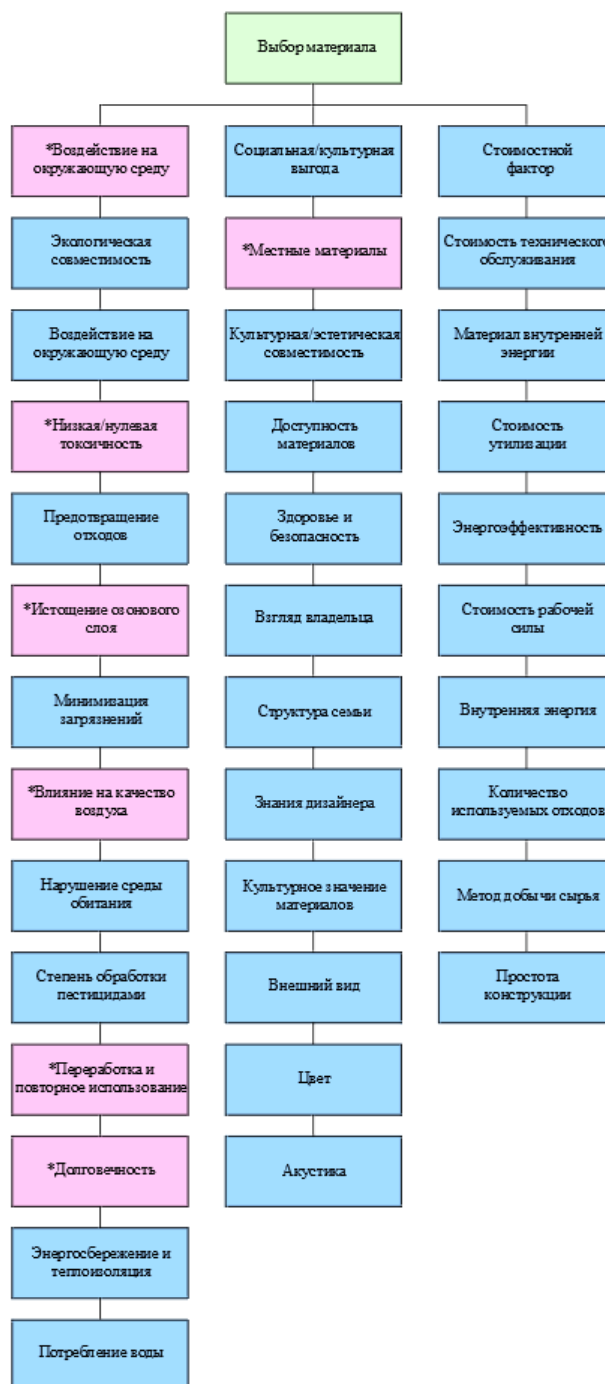 Выбор материала
*Воздействие на
окружающую среду
Экологическая
совместимость
Воздействие на
окружающую среду
*Низкая/нулевая
токсичность
Предотвращение
отходов
*Истощение озонового
слоя
Минимизация
загрязнений
*Влияние на качество
воздуха
Нарушение среды
обитания
Степень обработки
пестицидами
*Переработка и
повторное использование
*Долговечность
Энергосбережение и
теплоизоляция
Потребление воды
Социальная/культурная
выгода
*Местные материалы
Культурная/эстетическая
совместимость
Доступность
материалов
Здоровье и
безопасность
Взгляд владельца
Структура семьи
Знания дизайнера
Культурное значение
материалов
Внешний вид
Цвет
Акустика
Стоимостной
фактор
Стоимость технического
обслуживания
Материал внутренней
энергии
Стоимость
утилизации
Энергоэффективность
Стоимость рабочей
силы
Внутренняя энергия
Количество
используемых отходов
Метод добычи сырья
Простота
конструкции